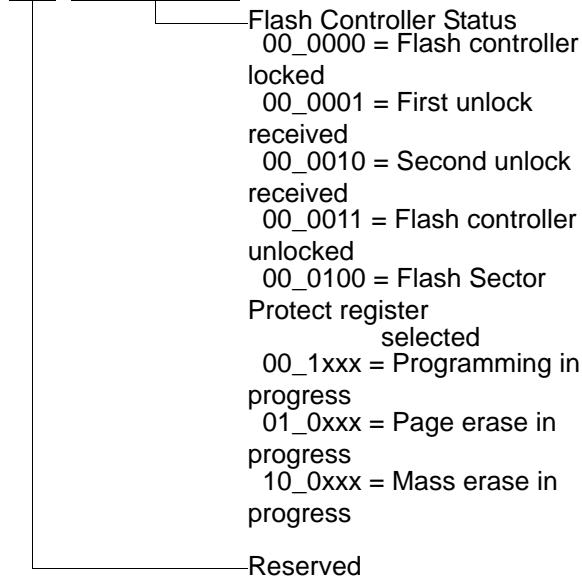 Flash Controller Status
00_0000 = Flash controller
locked
00_0001 = First unlock
received
00_0010 = Second unlock
received
00_0011 = Flash controller
unlocked
00_0100 = Flash Sector
Protect register
selected
00_1xxx = Programming in
progress
01_0xxx = Page erase in
progress
10_0xxx = Mass erase in
progress
Reserved